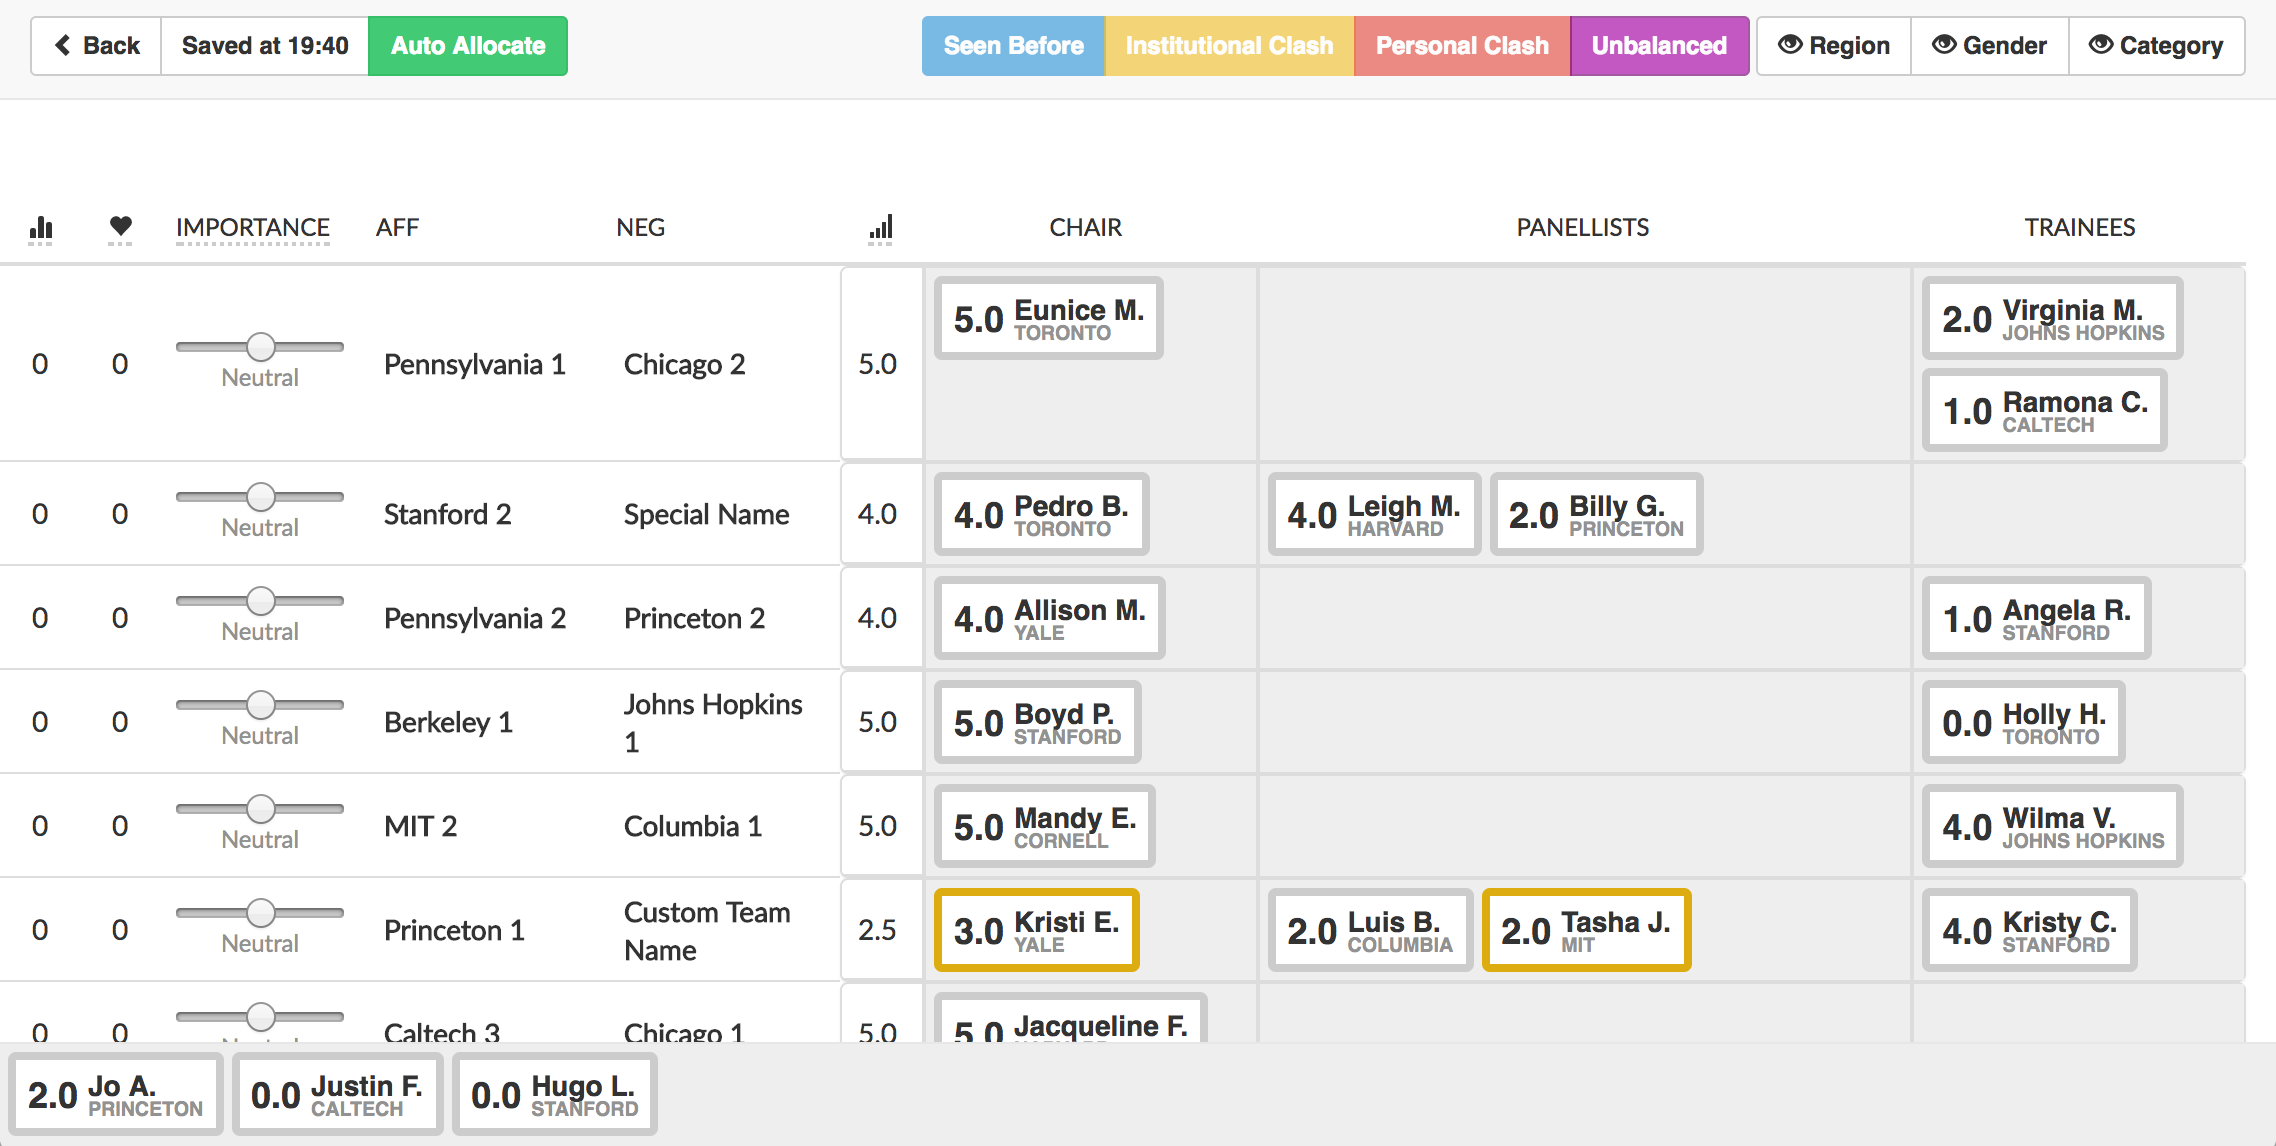 Back Saved at 19:40 Auto Allocate Seen Before Institutional Clash Personal Clash Unbalanced Region Gender Category
IMPORTANCE AFF NEG CHAIR PANELLISTS TRAINEES
0 0 Neutral Pennsylvania 1 Chicago 2 5.0
5.0 Eunice M.
TORONTO
2.0 Virginia M.
JOHNS HOPKINS
1.0 Ramona C.
CALTECH
0 0 Neutral Stanford 2 Special Name 4.0
4.0 Pedro B.
TORONTO
4.0 Leigh M.
HARVARD
2.0 Billy G.
PRINCETON
0 0 Neutral Pennsylvania 2 Princeton 2 4.0
4.0 Allison M.
YALE
1.0 Angela R.
STANFORD
0 0 Neutral Berkeley 1 Johns Hopkins
1
5.0
5.0 Boyd P.
STANFORD
0.0 Holly H.
TORONTO
0 0 Neutral MIT 2 Columbia 1 5.0
5.0 Mandy E.
CORNELL
4.0 Wilma V.
JOHNS HOPKINS
0 0 Neutral Princeton 1 Custom Team
Name
2.5
3.0 Kristi E.
YALE
2.0 Luis B.
COLUMBIA
2.0 Tasha J.
MIT
4.0 Kristy C.
STANFORD
0 0 Caltech 3 Chicago 1 5.0
5.0 Jacqueline F.
2.0 Jo A.
PRINCETON
0.0 Justin F.
CALTECH
0.0 Hugo L.
STANFORD